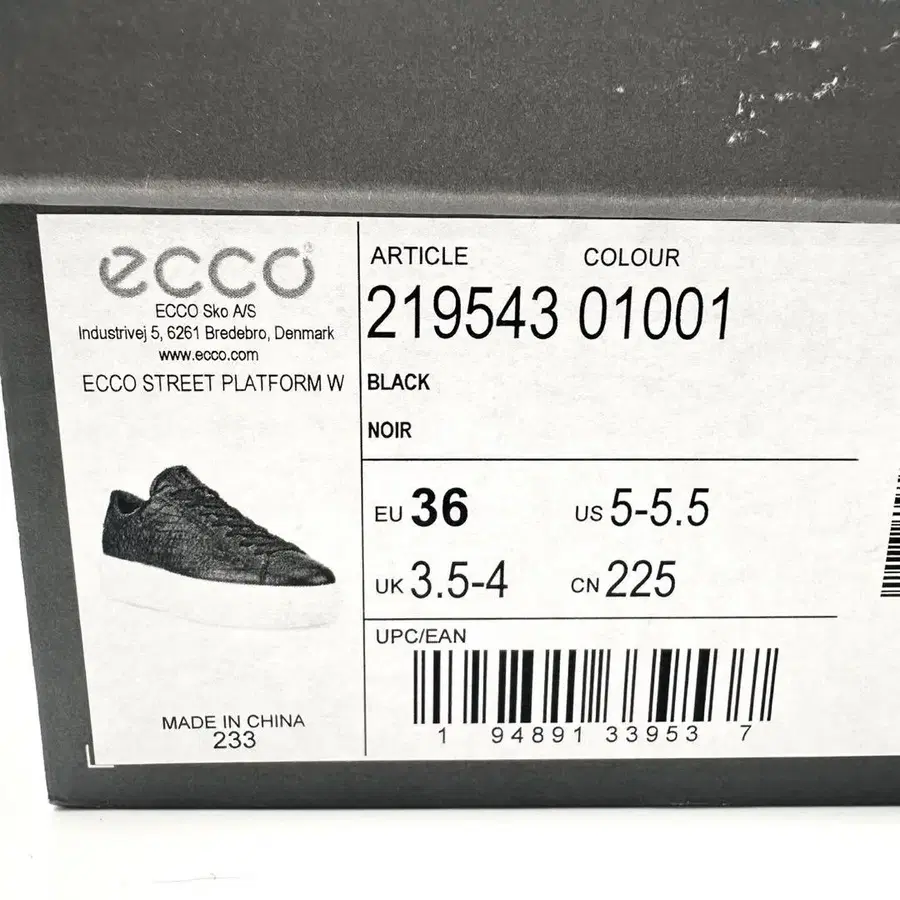 ecco
ECCO Sko A/S
Industrivej 5, 6261 Bredebro, Denmark
www.ecco.com
ECCO STREET PLATFORM W
MADE IN CHINA
233
ARTICLE COLOUR
219543 01001
BLACK
NOIR
EU 36 US 5-5.5
UK 3.5-4 CN 225
UPC/EAN
1 94891 33953 7